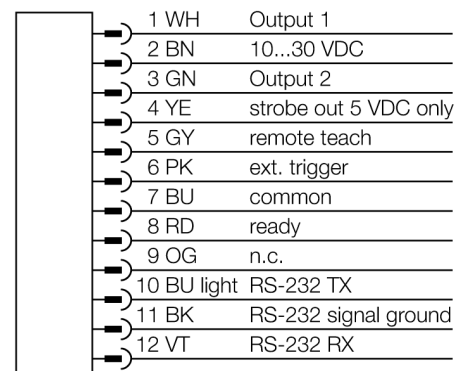 1 WH Output 1
2 BN 10...30 VDC
3 GN Output 2
4 YE strobe out 5 VDC only
5 GY remote teach
6 PK ext. trigger
7 BU common
8 RD ready
9 OG n.c.
10 BU light RS-232 TX
11 BK RS-232 signal ground
12 VT RS-232 RX